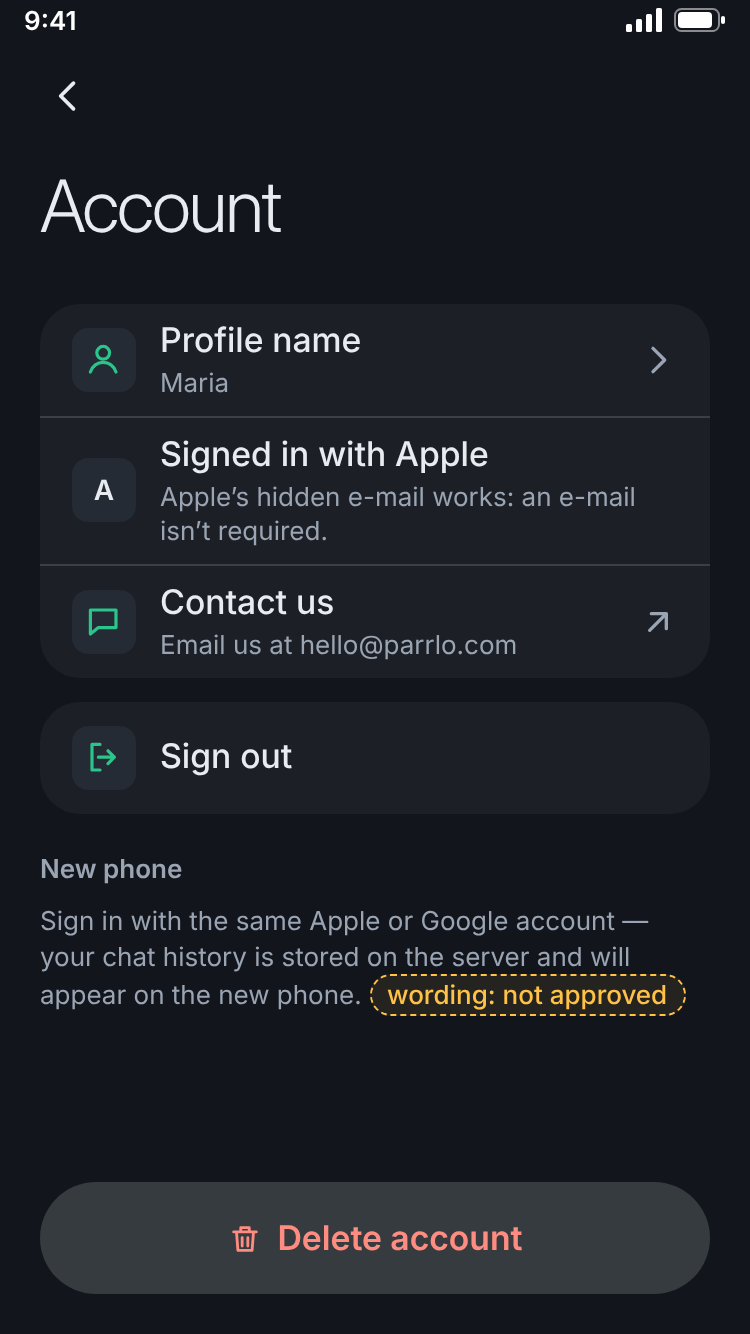 9:41
Account
Profile name
Maria
A
Signed in with Apple
Apple’s hidden e-mail works: an e-mail
isn’t required.
Contact us
Email us at hello@parrlo.com
Sign out
New phone
Sign in with the same Apple or Google account —
your chat history is stored on the server and will
appear on the new phone. wording: not approved
Delete account